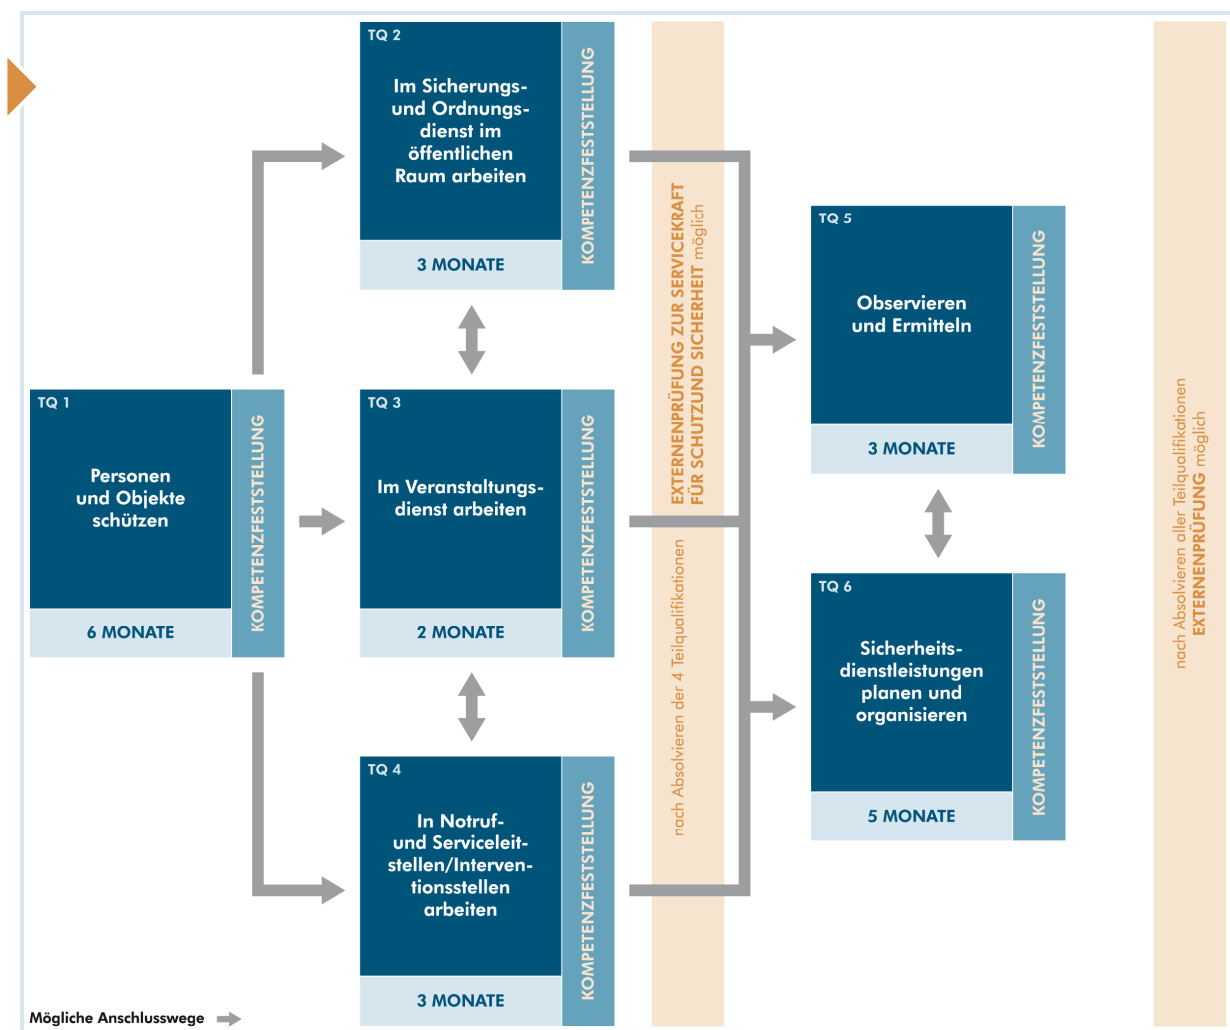 TQ 1
Personen
und Objekte
schützen
6 MONATE
KOMPETENZFESTSTELLUNG
TQ 2
Im Sicherungs-
und Ordnungs-
dienst im
öffentlichen
Raum arbeiten
3 MONATE
KOMPETENZFESTSTELLUNG
TQ 3
Im Veranstaltungs-
dienst arbeiten
2 MONATE
KOMPETENZFESTSTELLUNG
TQ 4
In Notruf-
und Serviceleit-
stellen/Interven-
tionsstellen
arbeiten
3 MONATE
KOMPETENZFESTSTELLUNG
nach Absolvieren der 4 Teilqualifikationen
EXTERNENPRÜFUNG ZUR SERVICEKRAFT
FÜR SCHUTZUND SICHERHEIT möglich
TQ 5
Observieren
und Ermitteln
3 MONATE
KOMPETENZFESTSTELLUNG
TQ 6
Sicherheits-
dienstleistungen
planen und
organisieren
5 MONATE
KOMPETENZFESTSTELLUNG
nach Absolvieren aller Teilqualifikationen
EXTERNENPRÜFUNG möglich
Mögliche Anschlusswege